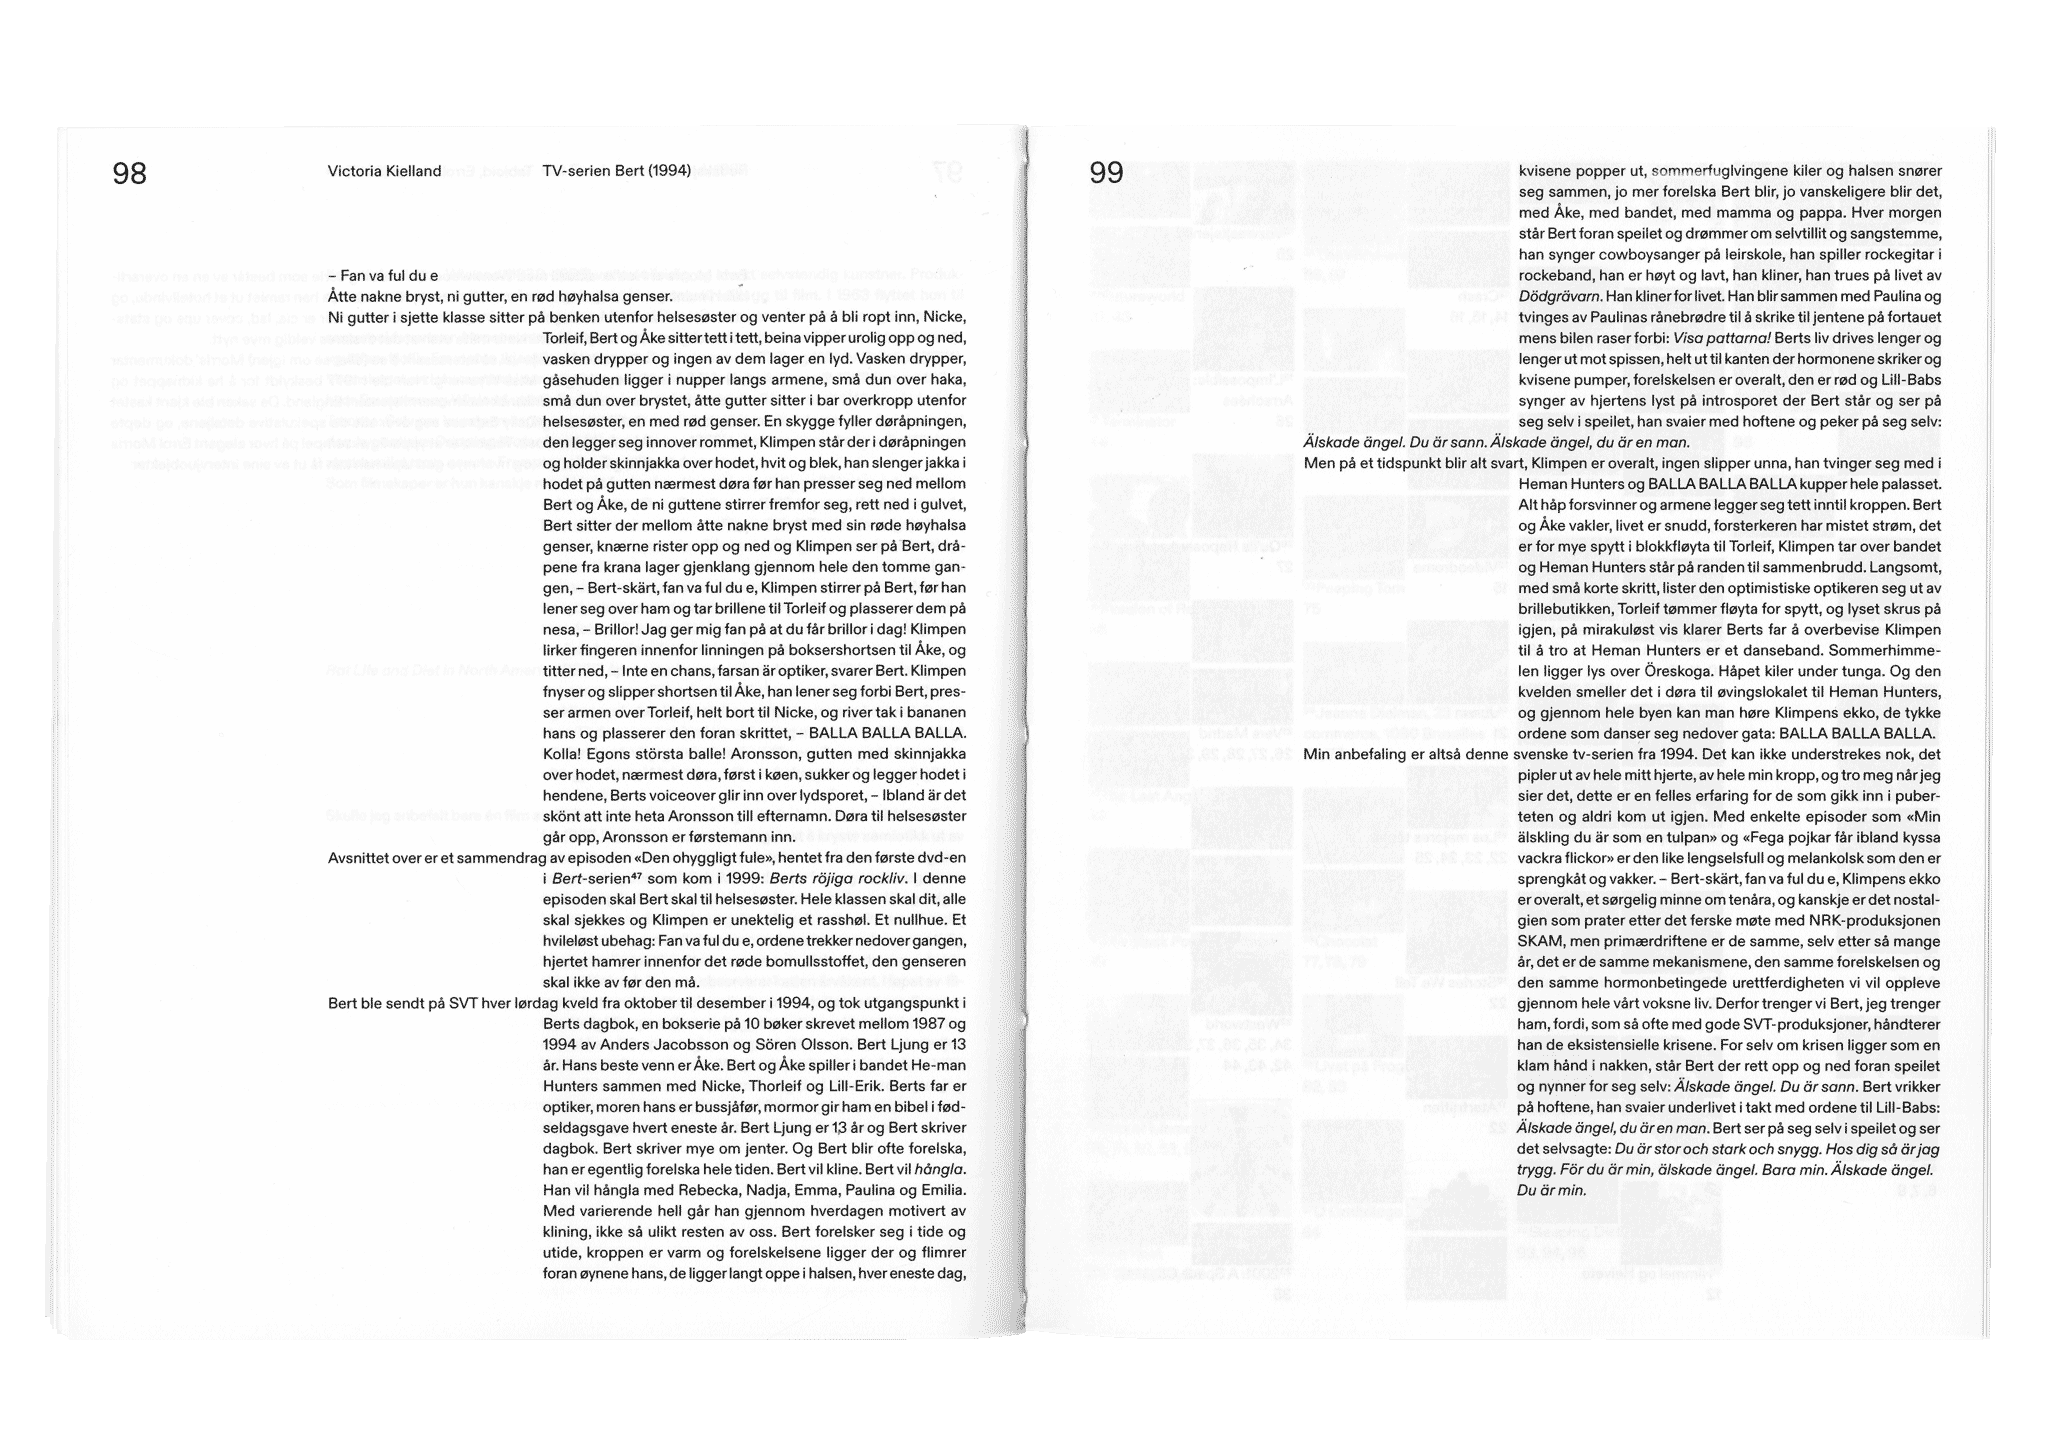 98
Victoria Kielland TV-serien Bert (1994)
– Fan va ful du e
Åtte nakne bryst, ni gutter, en rød høyhalsa genser.
Ni gutter i sjette klasse sitter på benken utenfor helsesøster og venter på å bli ropt inn, Nicke,
Torleif, Bert og Åke sitter tett i tett, beina vipper urolig opp og ned,
vasken drypper og ingen av dem lager en lyd. Vasken drypper,
gåsehuden ligger i nupper langs armene, små dun over haka,
små dun over brystet, åtte gutter sitter i bar overkropp utenfor
helsesøster, en med rød genser. En skygge fyller døråpningen,
den legger seg innover rommet, Klimpen står der i døråpningen
og holder skinnjakka over hodet, hvit og blek, han slenger jakka i
hodet på gutten nærmest døra før han presser seg ned mellom
Bert og Åke, de ni guttene stirrer fremfor seg, rett ned i gulvet,
Bert sitter der mellom åtte nakne bryst med sin røde høyhalsa
genser, knærne rister opp og ned og Klimpen ser på Bert, drå-
pene fra krana lager gjenklang gjennom hele den tomme gan-
gen, – Bert-skärt, fan va ful du e, Klimpen stirrer på Bert, før han
lener seg over ham og tar brillene til Torleif og plasserer dem på
nesa, – Brillor! Jag ger mig fan på at du får brillor i dag! Klimpen
lirker fingeren innenfor linningen på boksershortsen til Åke, og
titter ned, – Inte en chans, farsan är optiker, svarer Bert. Klimpen
fnyser og slipper shortsen til Åke, han lener seg forbi Bert, pres-
ser armen over Torleif, helt bort til Nicke, og river tak i bananen
hans og plasserer den foran skrittet, – BALLA BALLA BALLA.
Kolla! Egons största balle! Aronsson, gutten med skinnjakka
over hodet, nærmest døra, først i køen, sukker og legger hodet i
hendene, Berts voiceover glir inn over lydsporet, – Ibland är det
skönt att inte heta Aronsson till efternamn. Døra til helsesøster
går opp, Aronsson er førstemann inn.
Avsnittet over er et sammendrag av episoden «Den ohyggligt fule», hentet fra den første dvd-en
i Bert-serien⁴⁷ som kom i 1999: Berts röjiga rockliv. I denne
episoden skal Bert skal til helsesøster. Hele klassen skal dit, alle
skal sjekkes og Klimpen er unektelig et rasshøl. Et nullhue. Et
hvileløst ubehag: Fan va ful du e, ordene trekker nedover gangen,
hjertet hamrer innenfor det røde bomullsstoffet, den genseren
skal ikke av før den må.
Bert ble sendt på SVT hver lørdag kveld fra oktober til desember i 1994, og tok utgangspunkt i
Berts dagbok, en bokserie på 10 bøker skrevet mellom 1987 og
1994 av Anders Jacobsson og Sören Olsson. Bert Ljung er 13
år. Hans beste venn er Åke. Bert og Åke spiller i bandet He-man
Hunters sammen med Nicke, Thorleif og Lill-Erik. Berts far er
optiker, moren hans er bussjåfør, mormor gir ham en bibel i fød-
seldagsgave hvert eneste år. Bert Ljung er 13 år og Bert skriver
dagbok. Bert skriver mye om jenter. Og Bert blir ofte forelska,
han er egentlig forelska hele tiden. Bert vil kline. Bert vil hångla.
Han vil hångla med Rebecka, Nadja, Emma, Paulina og Emilia.
Med varierende hell går han gjennom hverdagen motivert av
klining, ikke så ulikt resten av oss. Bert forelsker seg i tide og
utide, kroppen er varm og forelskelsene ligger der og flimrer
foran øynene hans, de ligger langt oppe i halsen, hver eneste dag,
99
kvisene popper ut, sommerfuglvingene kiler og halsen snører
seg sammen, jo mer forelska Bert blir, jo vanskeligere blir det,
med Åke, med bandet, med mamma og pappa. Hver morgen
står Bert foran speilet og drømmer om selvtillit og sangstemme,
han synger cowboysanger på leirskole, han spiller rockegitar i
rockeband, han er høyt og lavt, han kliner, han trues på livet av
Dödgrävarn. Han kliner for livet. Han blir sammen med Paulina og
tvinges av Paulinas rånebrødre til å skrike til jentene på fortauet
mens bilen raser forbi: Visa pattarna! Berts liv drives lenger og
lenger ut mot spissen, helt ut til kanten der hormonene skriker og
kvisene pumper, forelskelsen er overalt, den er rød og Lill-Babs
synger av hjertens lyst på introsporet der Bert står og ser på
seg selv i speilet, han svaier med hoftene og peker på seg selv:
Älskade ängel. Du är sann. Älskade ängel, du är en man.
Men på et tidspunkt blir alt svart, Klimpen er overalt, ingen slipper unna, han tvinger seg med i
Heman Hunters og BALLA BALLA BALLA kupper hele palasset.
Alt håp forsvinner og armene legger seg tett inntil kroppen. Bert
og Åke vakler, livet er snudd, forsterkeren har mistet strøm, det
er for mye spytt i blokkfløyta til Torleif, Klimpen tar over bandet
og Heman Hunters står på randen til sammenbrudd. Langsomt,
med små korte skritt, lister den optimistiske optikeren seg ut av
brillebutikken, Torleif tømmer fløyta for spytt, og lyset skrus på
igjen, på mirakuløst vis klarer Berts far å overbevise Klimpen
til å tro at Heman Hunters er et danseband. Sommerhimme-
len ligger lys over Öreskoga. Håpet kiler under tunga. Og den
kvelden smeller det i døra til øvingslokalet til Heman Hunters,
og gjennom hele byen kan man høre Klimpens ekko, de tykke
ordene som danser seg nedover gata: BALLA BALLA BALLA.
Min anbefaling er altså denne svenske tv-serien fra 1994. Det kan ikke understrekes nok, det
pipler ut av hele mitt hjerte, av hele min kropp, og tro meg når jeg
sier det, dette er en felles erfaring for de som gikk inn i puber-
teten og aldri kom ut igjen. Med enkelte episoder som «Min
älskling du är som en tulpan» og «Fega pojkar får ibland kyssa
vackra flickor» er den like lengselsfull og melankolsk som den er
sprengkåt og vakker. – Bert-skärt, fan va ful du e, Klimpens ekko
er overalt, et sørgelig minne om tenåra, og kanskje er det nostal-
gien som prater etter det ferske møte med NRK-produksjonen
SKAM, men primærdriftene er de samme, selv etter så mange
år, det er de samme mekanismene, den samme forelskelsen og
den samme hormonbetingede urettferdigheten vi vil oppleve
gjennom hele vårt voksne liv. Derfor trenger vi Bert, jeg trenger
ham, fordi, som så ofte med gode SVT-produksjoner, håndterer
han de eksistensielle krisene. For selv om krisen ligger som en
klam hånd i nakken, står Bert der rett opp og ned foran speilet
og nynner for seg selv: Älskade ängel. Du är sann. Bert vrikker
på hoftene, han svaier underlivet i takt med ordene til Lill-Babs:
Älskade ängel, du är en man. Bert ser på seg selv i speilet og ser
det selvsagte: Du är stor och stark och snygg. Hos dig så är jag
trygg. För du är min, älskade ängel. Bara min. Älskade ängel.
Du är min.